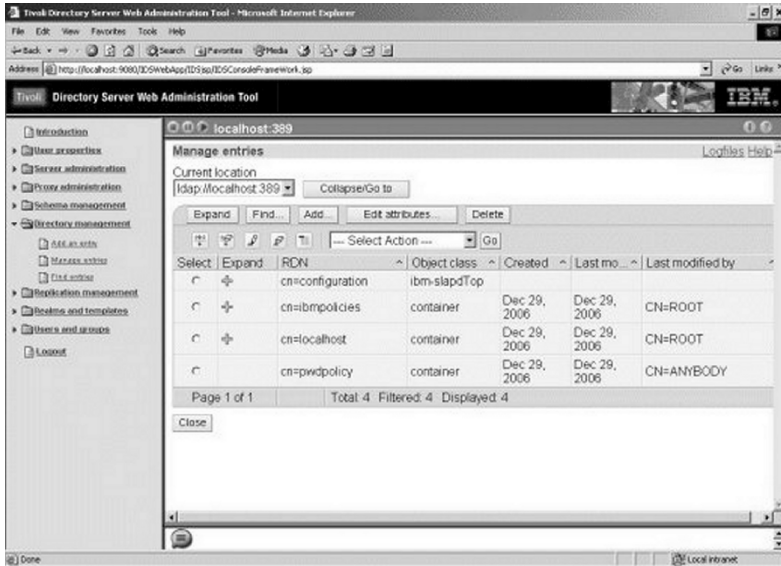 Tivoli Directory Server Web Administration Tool - Microsoft Internet Explorer
File Edit View Favorites Tools Help
Back Search Favorites Media
Address http://localhost:9080/IDSWebApp/IDSjsp/IDSConsoleFrameWork.jsp Go Links
Tivoli Directory Server Web Administration Tool IBM.
Introduction
User properties
Server administration
Proxy administration
Schema management
Directory management
Add an entry
Manage entries
Find entries
Replication management
Realms and templates
Users and groups
Logout
localhost:389
Manage entries Logfiles Help
Current location
ldap://localhost:389 Collapse/Go to
Expand Find... Add... Edit attributes... Delete
--- Select Action --- Go
Select Expand RDN Object class Created Last mo... Last modified by
cn=configuration ibm-slapdTop
cn=ibmpolicies container Dec 29, 2006 Dec 29, 2006 CN=ROOT
cn=localhost container Dec 29, 2006 Dec 29, 2006 CN=ROOT
cn=pwdpolicy container Dec 29, 2006 Dec 29, 2006 CN=ANYBODY
Page 1 of 1 Total: 4 Filtered: 4 Displayed: 4
Close
Done Local intranet